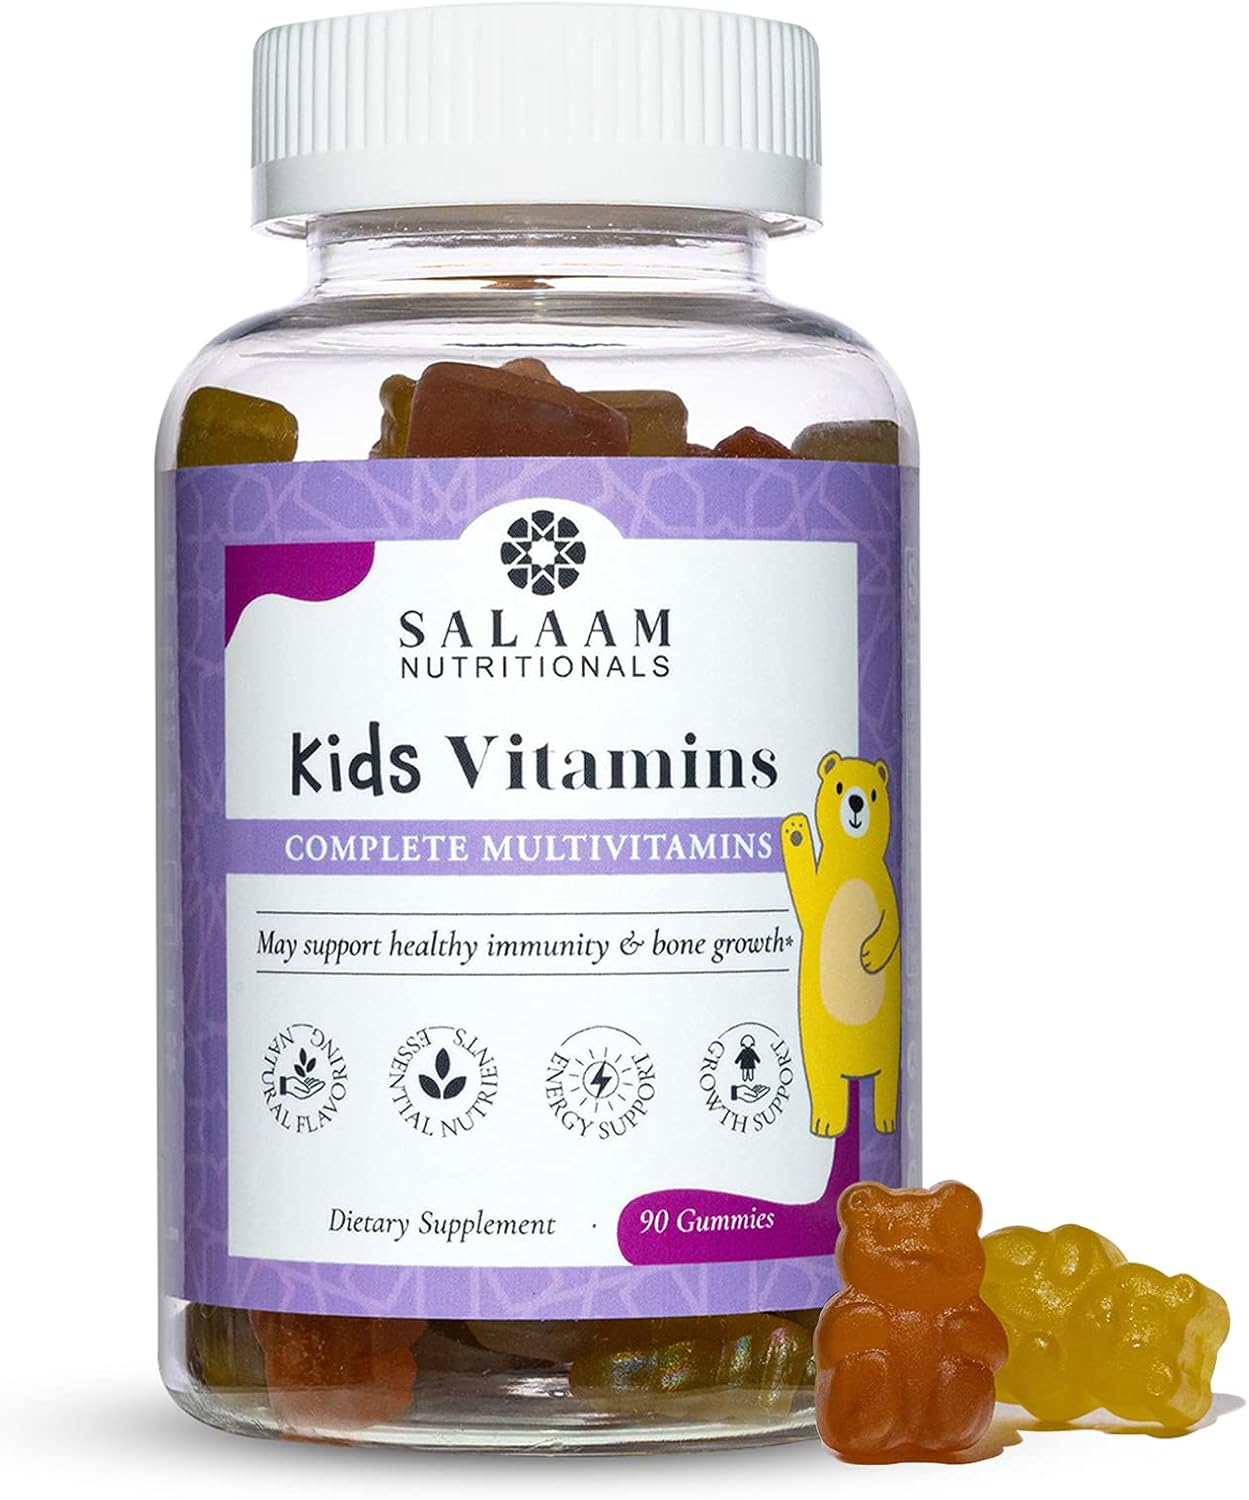 SALAAM
NUTRITIONALS
Kids Vitamins
COMPLETE MULTIVITAMINS
May support healthy immunity & bone growth*
NATURAL FLAVORING
ESSENTIAL NUTRIENTS
ENERGY SUPPORT
GROWTH SUPPORT
Dietary Supplement · 90 Gummies